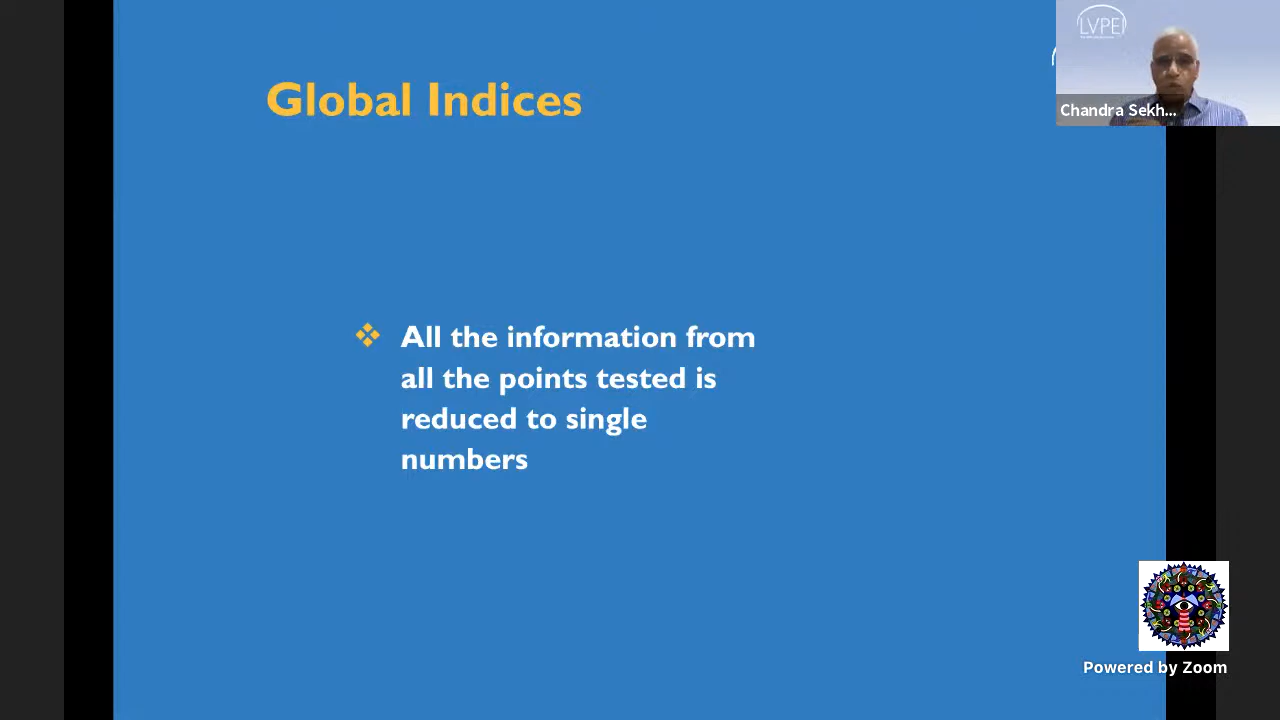 Global Indices
LVPEI
Chandra Sekh...
❖ All the information from
all the points tested is
reduced to single
numbers
Powered by Zoom